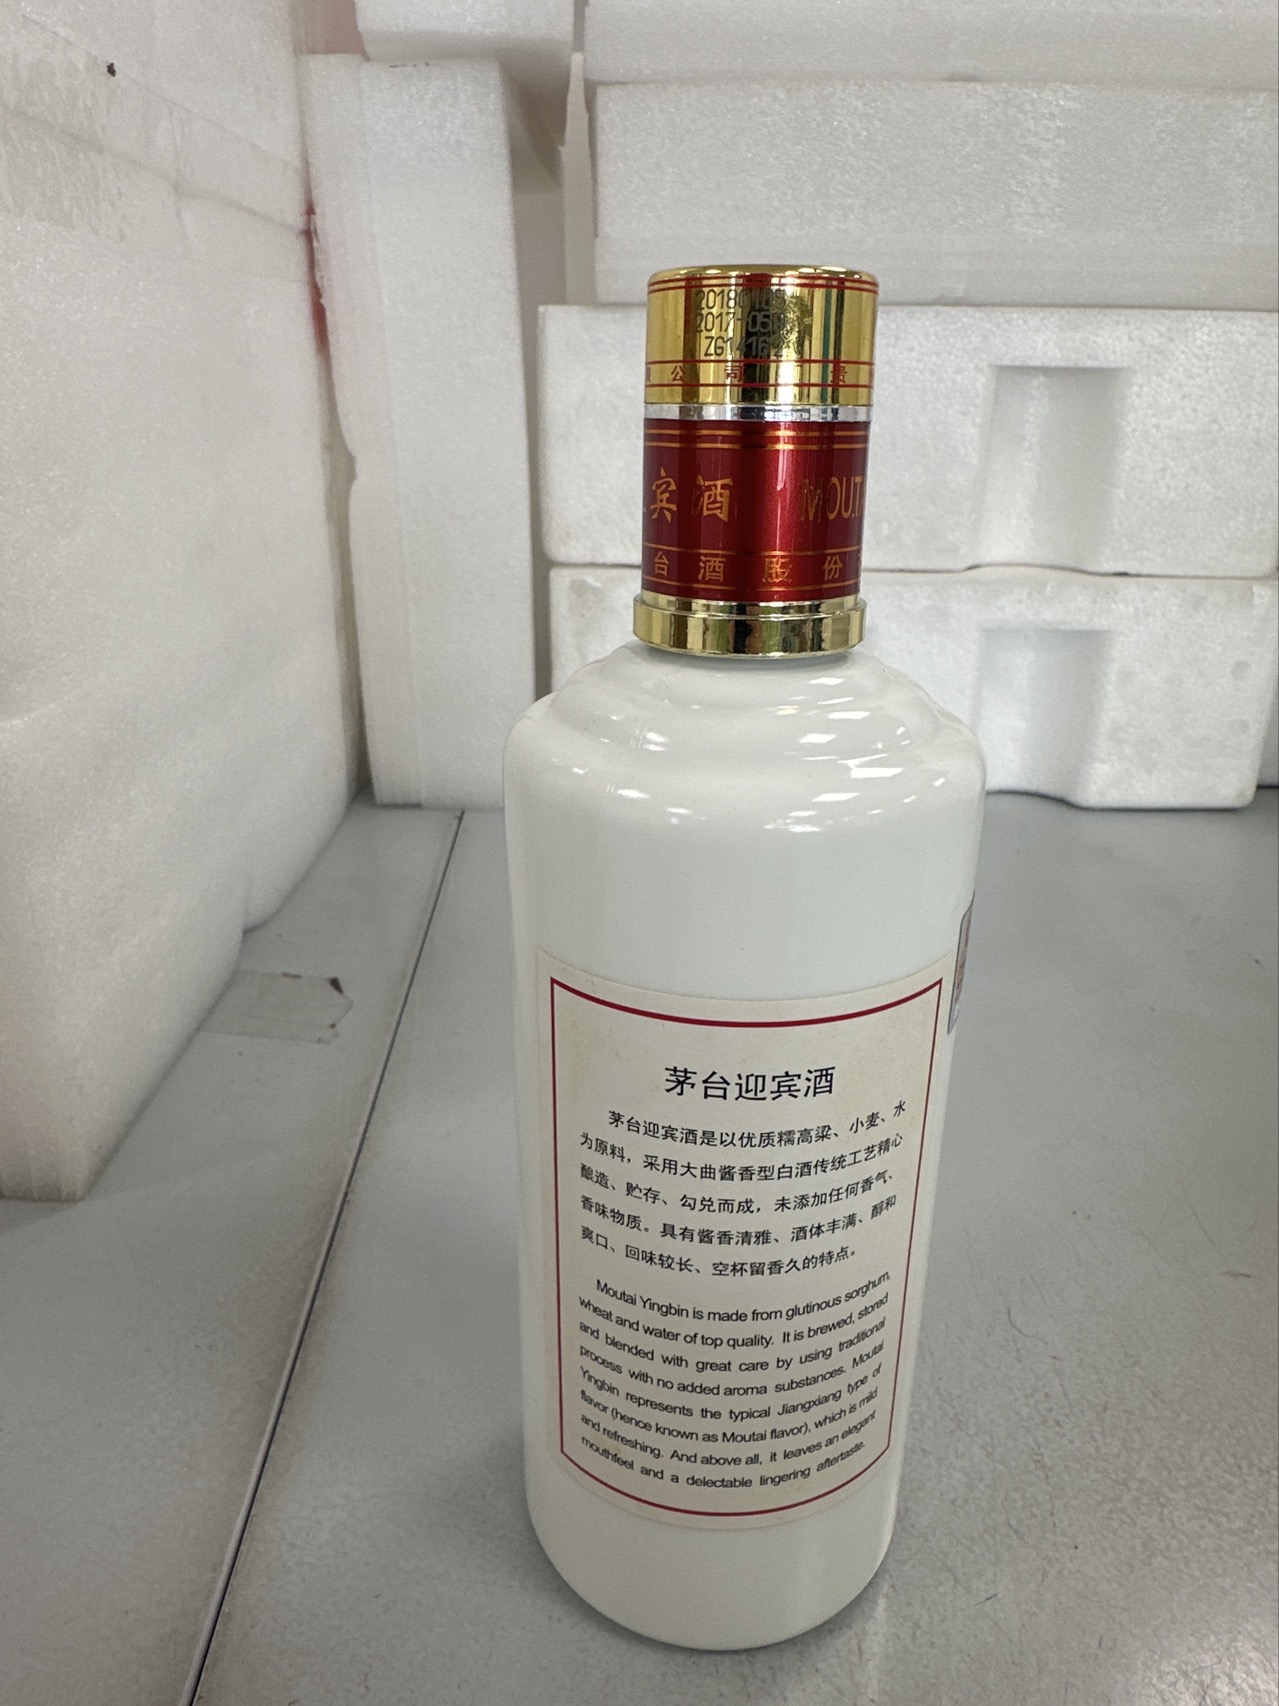 公 司 贵
宾 酒 MOUTA
台 酒 股 份
茅台迎宾酒
茅台迎宾酒是以优质糯高粱、小麦、水
为原料，采用大曲酱香型白酒传统工艺精心
酿造、贮存、勾兑而成，未添加任何香气、
香味物质。具有酱香清雅、酒体丰满、醇和
爽口、回味较长、空杯留香久的特点。
Moutai Yingbin is made from glutinous sorghum,
wheat and water of top quality. It is brewed, stored
and blended with great care by using traditional
process with no added aroma substances. Moutai
Yingbin represents the typical Jiangxiang type of
flavor (hence known as Moutai flavor), which is mild
and refreshing. And above all, it leaves an elegant
mouthfeel and a delectable lingering aftertaste.